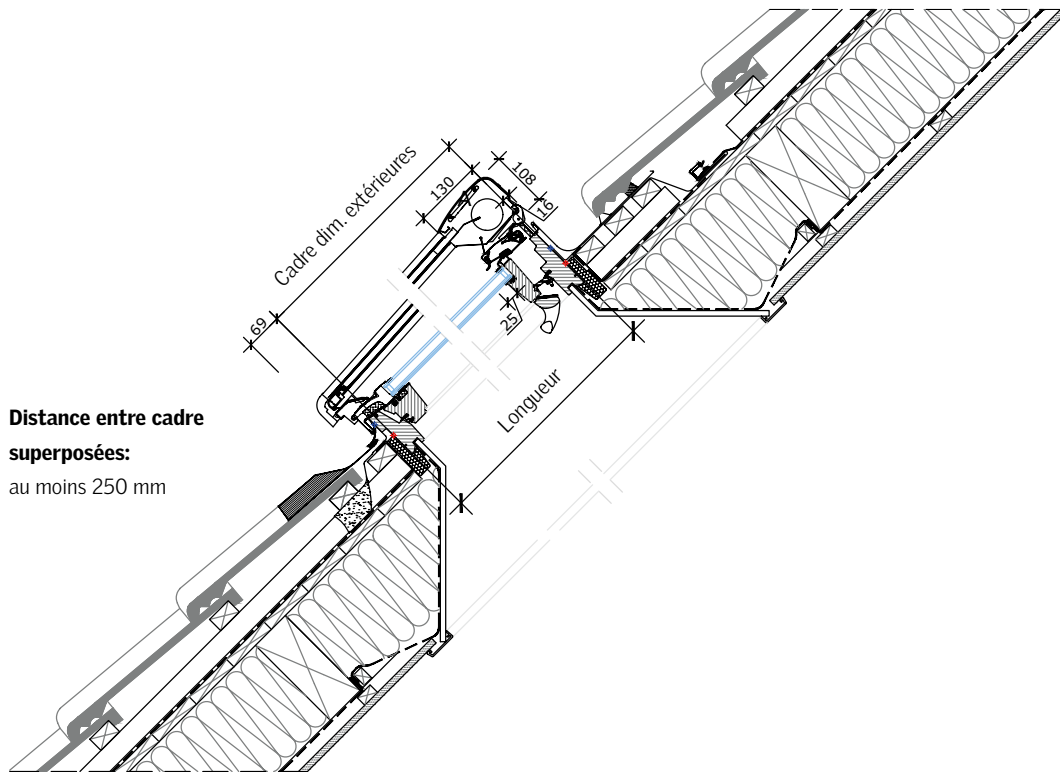 Cadre dim. extérieures
130
108
16
69
25
Longueur
Distance entre cadre
superposées:
au moins 250 mm